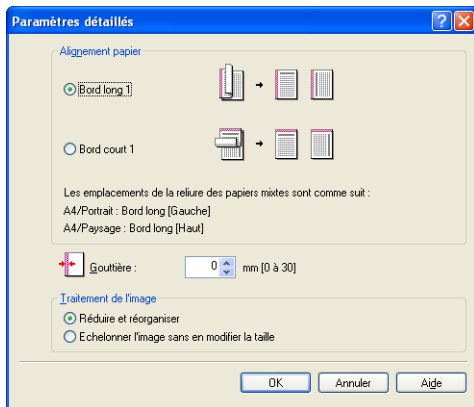 Paramètres détaillés
Alignement papier
Bord long 1
Bord court 1
Les emplacements de la reliure des papiers mixtes sont comme suit :
A4/Portrait : Bord long [Gauche]
A4/Paysage : Bord long [Haut]
Gouttière : 0 mm [0 à 30]
Traitement de l'image
Réduire et réorganiser
Echelonner l'image sans en modifier la taille
OK Annuler Aide